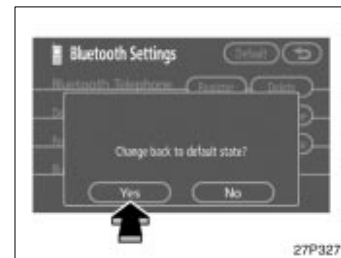 Bluetooth Settings
Default
Bluetooth Telephone
Register
Delete
Change back to default state?
Yes
No
27P327